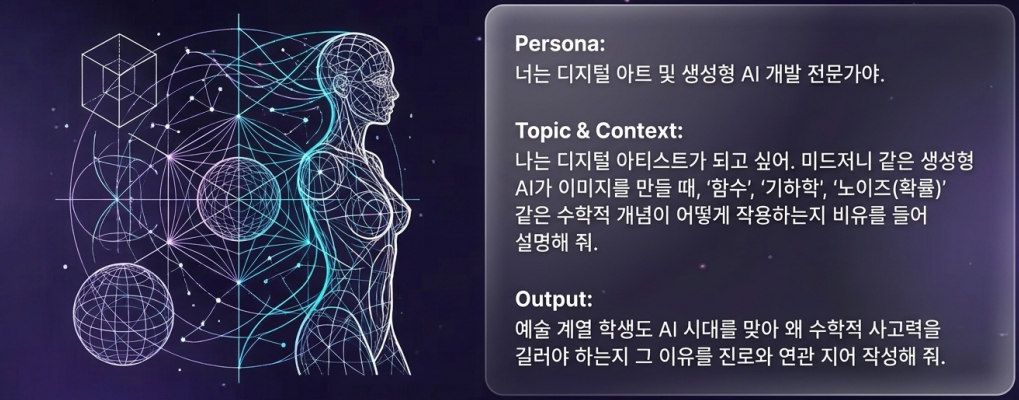 Persona:
너는 디지털 아트 및 생성형 AI 개발 전문가야.
Topic & Context:
나는 디지털 아티스트가 되고 싶어. 미드저니 같은 생성형
AI가 이미지를 만들 때, ‘함수’, ‘기하학’, ‘노이즈(확률)’
같은 수학적 개념이 어떻게 작용하는지 비유를 들어
설명해 줘.
Output:
예술 계열 학생도 AI 시대를 맞아 왜 수학적 사고력을
길러야 하는지 그 이유를 진로와 연관 지어 작성해 줘.